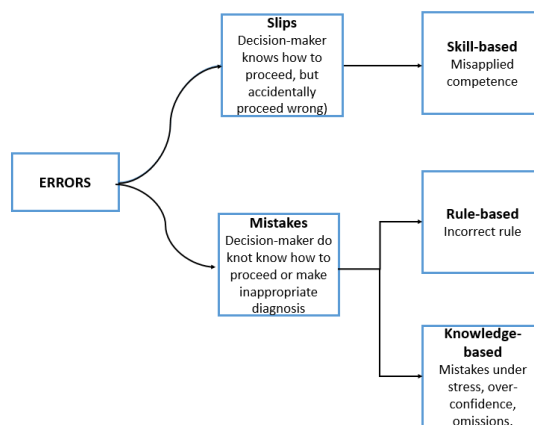 Slips
Decision-maker
knows how to
proceed, but
accidentally
proceed wrong)
Skill-based
Misapplied
competence
ERRORS
Mistakes
Decision-maker do
knot know how to
proceed or make
inappropriate
diagnosis
Rule-based
Incorrect rule
Knowledge-
based
Mistakes under
stress, over-
confidence,
omissions,